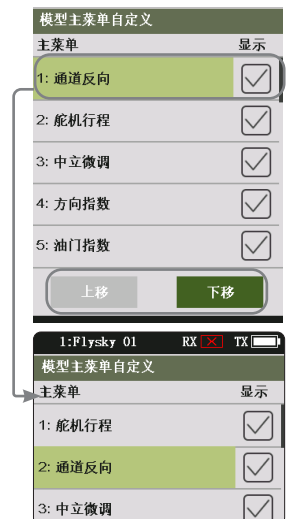 模型主菜单自定义
主菜单 显示
1: 通道反向
2: 舵机行程
3: 中立微调
4: 方向指数
5: 油门指数
上移 下移
1:Flysky 01 RX TX
模型主菜单自定义
主菜单 显示
1: 舵机行程
2: 通道反向
3: 中立微调